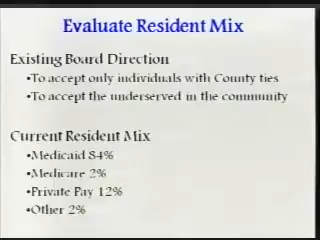 Evaluate Resident Mix
Existing Board Direction
•To accept only individuals with County ties
•To accept the underserved in the community
Current Resident Mix
•Medicaid 84%
•Medicare 2%
•Private Pay 12%
•Other 2%